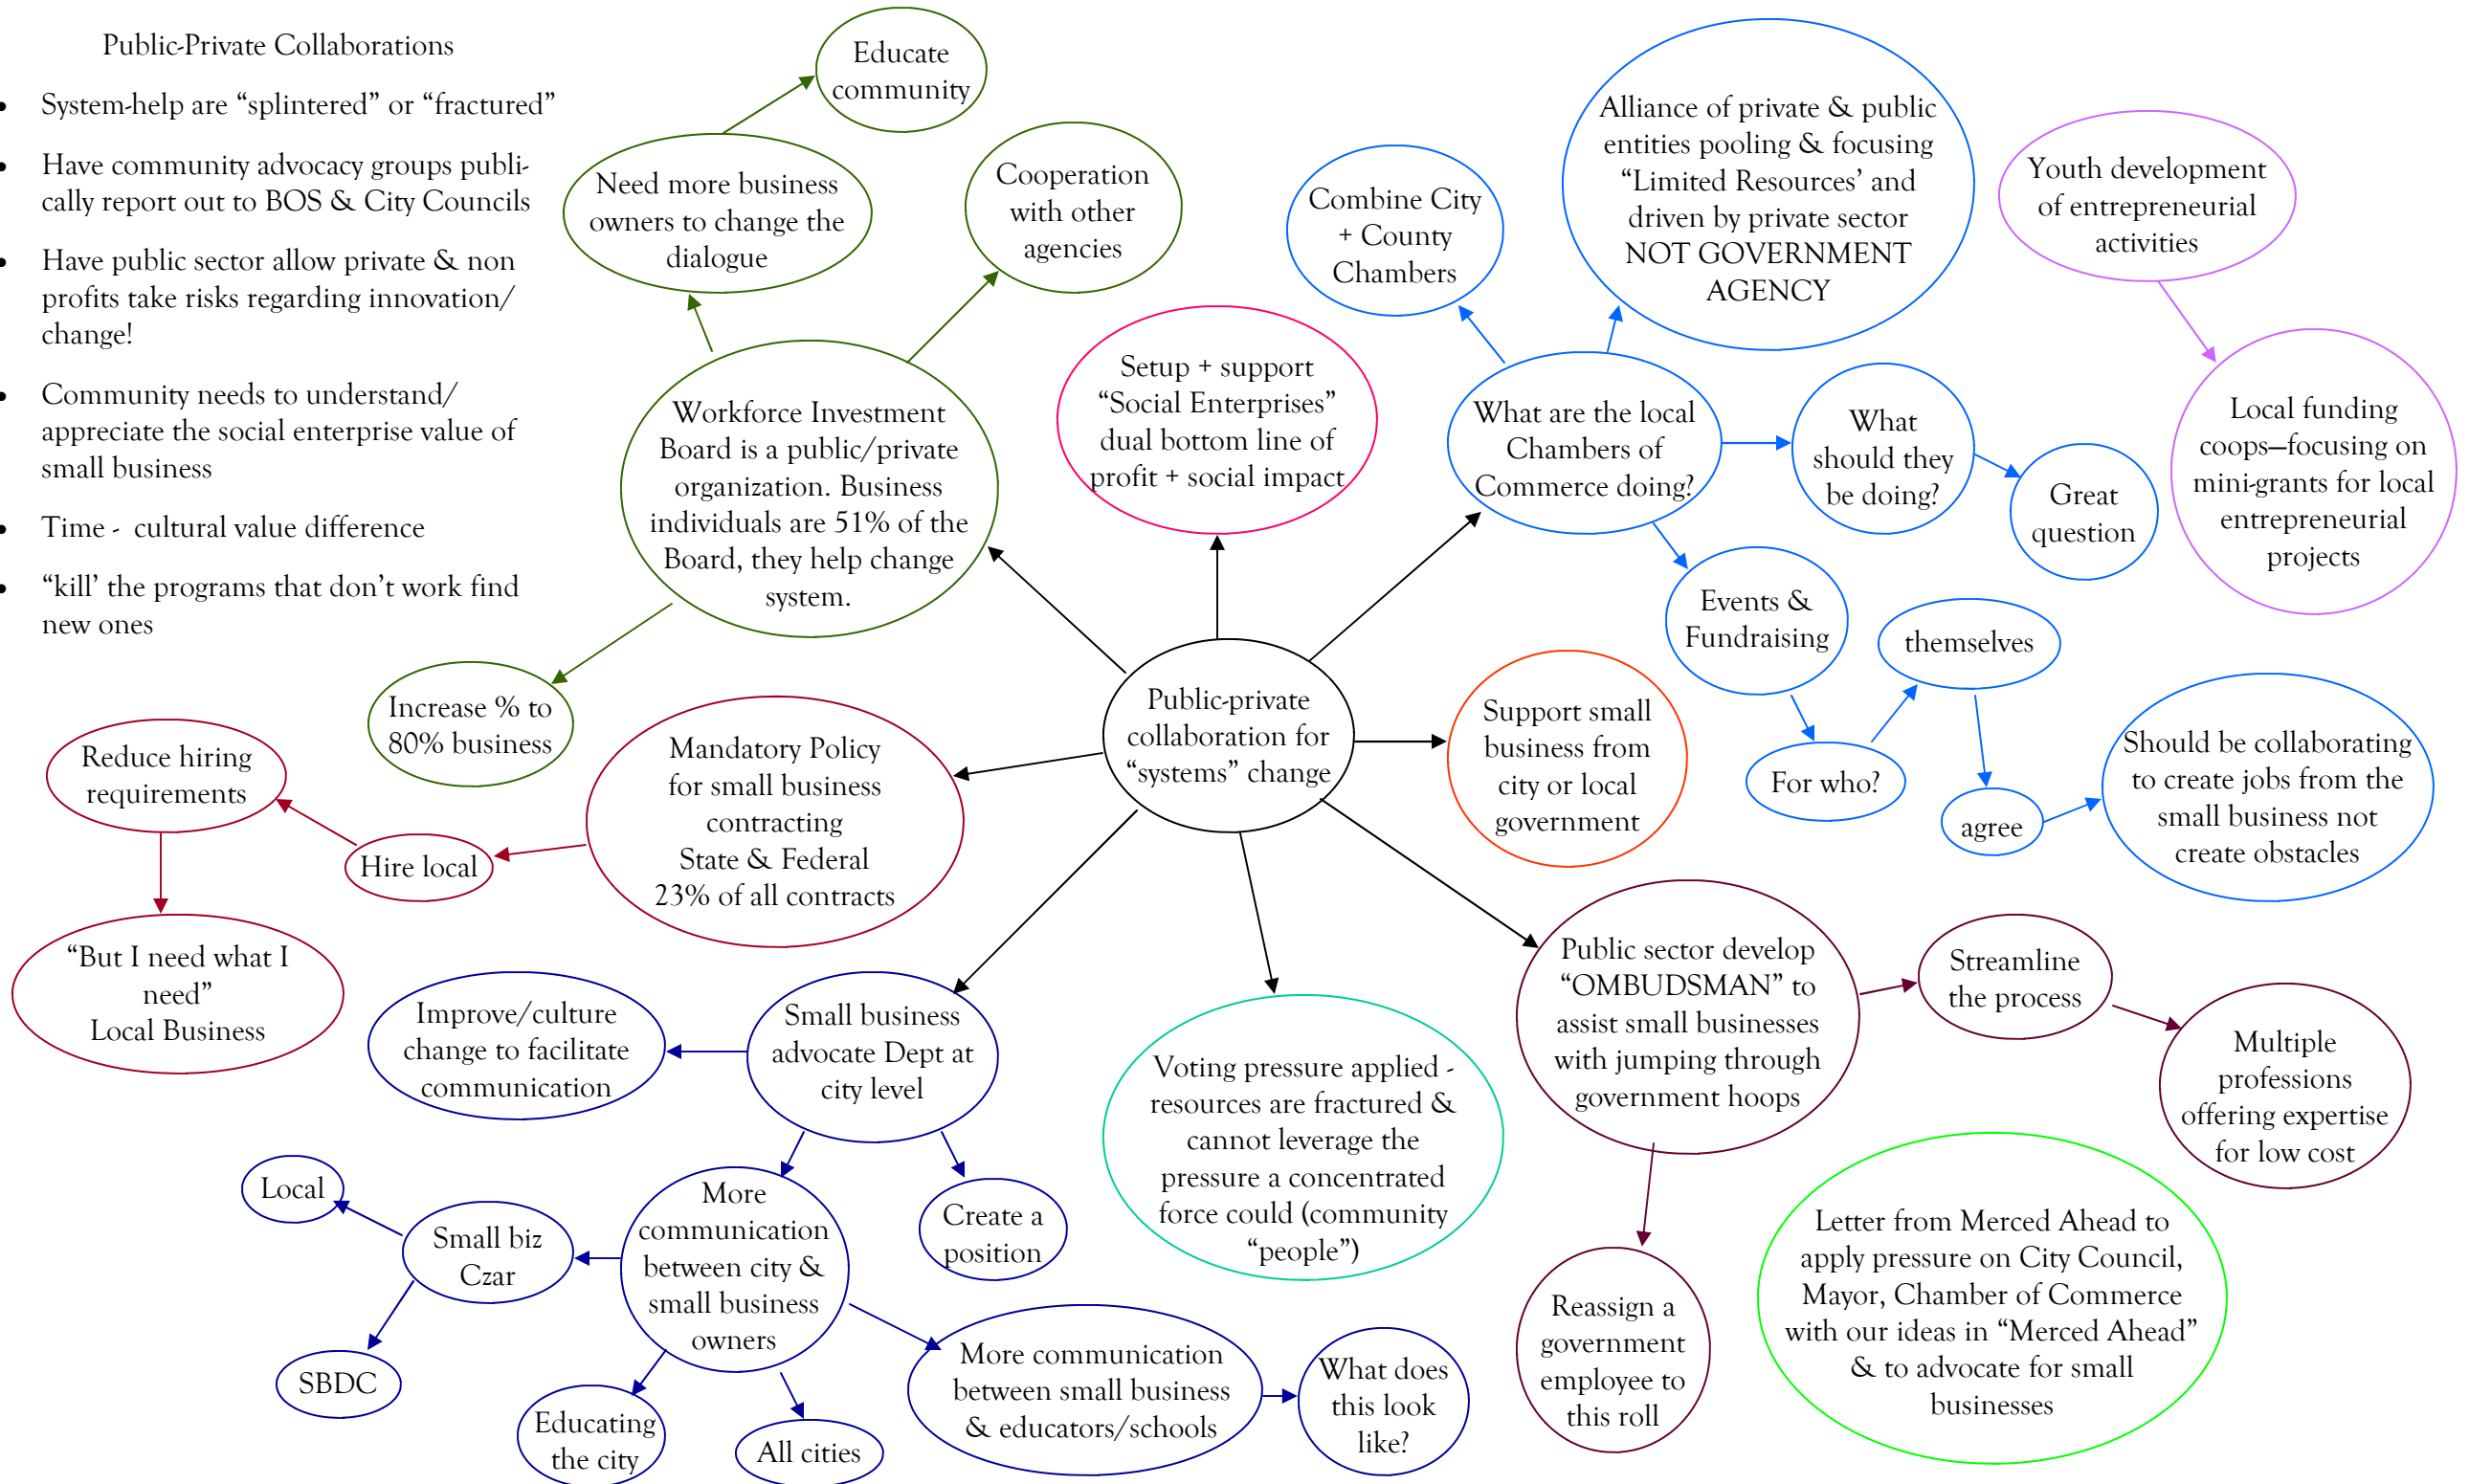 Public-Private Collaborations
• System-help are “splintered” or “fractured”
• Have community advocacy groups publi-
cally report out to BOS & City Councils
• Have public sector allow private & non
profits take risks regarding innovation/
change!
• Community needs to understand/
appreciate the social enterprise value of
small business
• Time - cultural value difference
• “kill’ the programs that don’t work find
new ones
Educate
community
Need more business
owners to change the
dialogue
Cooperation
with other
agencies
Workforce Investment
Board is a public/private
organization. Business
individuals are 51% of the
Board, they help change
system.
Increase % to
80% business
Setup + support
“Social Enterprises”
dual bottom line of
profit + social impact
Combine City
+ County
Chambers
Alliance of private & public
entities pooling & focusing
“Limited Resources’ and
driven by private sector
NOT GOVERNMENT
AGENCY
What are the local
Chambers of
Commerce doing?
What
should they
be doing?
Great
question
Events &
Fundraising
For who?
themselves
agree
Should be collaborating
to create jobs from the
small business not
create obstacles
Youth development
of entrepreneurial
activities
Local funding
coops—focusing on
mini-grants for local
entrepreneurial
projects
Public-private
collaboration for
“systems” change
Support small
business from
city or local
government
Mandatory Policy
for small business
contracting
State & Federal
23% of all contracts
Hire local
Reduce hiring
requirements
“But I need what I
need”
Local Business
Small business
advocate Dept at
city level
Improve/culture
change to facilitate
communication
Create a
position
More
communication
between city &
small business
owners
Small biz
Czar
Local
SBDC
Educating
the city
All cities
More communication
between small business
& educators/schools
What does
this look
like?
Voting pressure applied -
resources are fractured &
cannot leverage the
pressure a concentrated
force could (community
“people”)
Public sector develop
“OMBUDSMAN” to
assist small businesses
with jumping through
government hoops
Streamline
the process
Multiple
professions
offering expertise
for low cost
Reassign a
government
employee to
this roll
Letter from Merced Ahead to
apply pressure on City Council,
Mayor, Chamber of Commerce
with our ideas in “Merced Ahead”
& to advocate for small
businesses